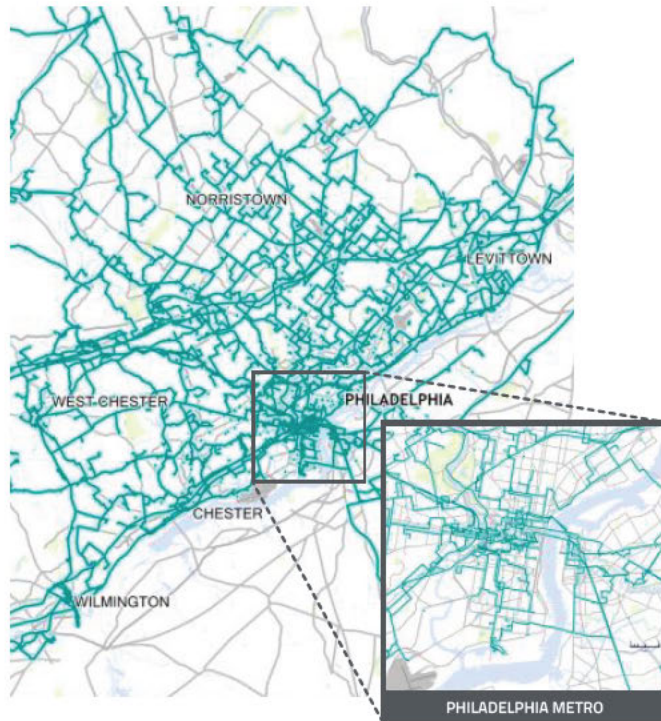 NORRISTOWN
LEVITTOWN
WEST CHESTER
PHILADELPHIA
CHESTER
WILMINGTON
PHILADELPHIA METRO